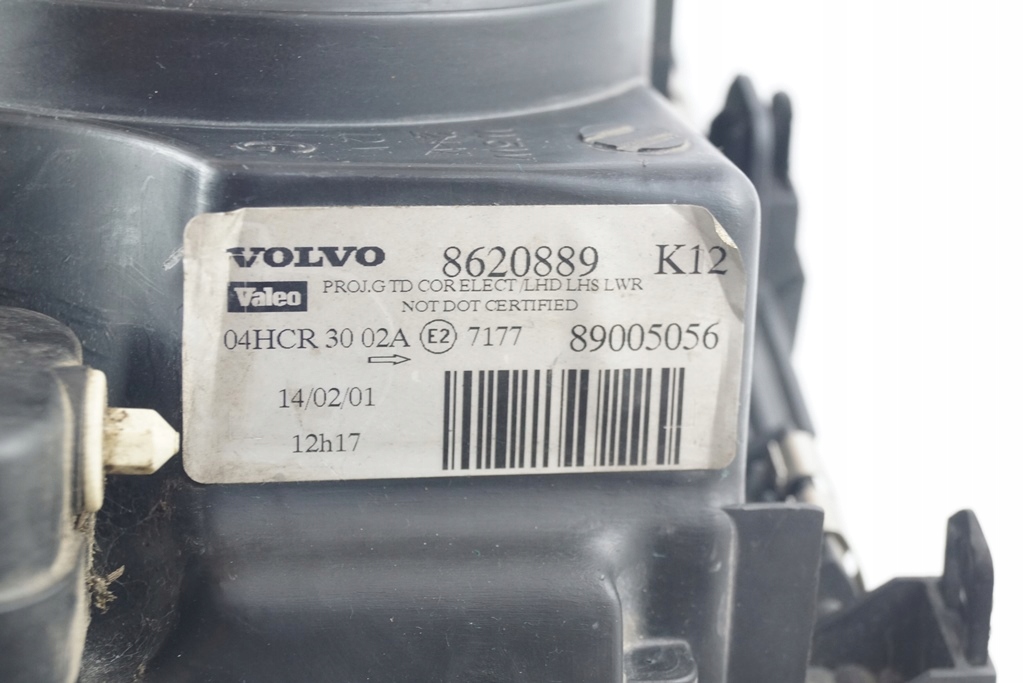 VOLVO 8620889 K12
Valeo PROJ.G TD COR ELECT /LHD LHS LWR
NOT DOT CERTIFIED
04HCR 30 02A E2 7177 89005056
14/02/01
12h17